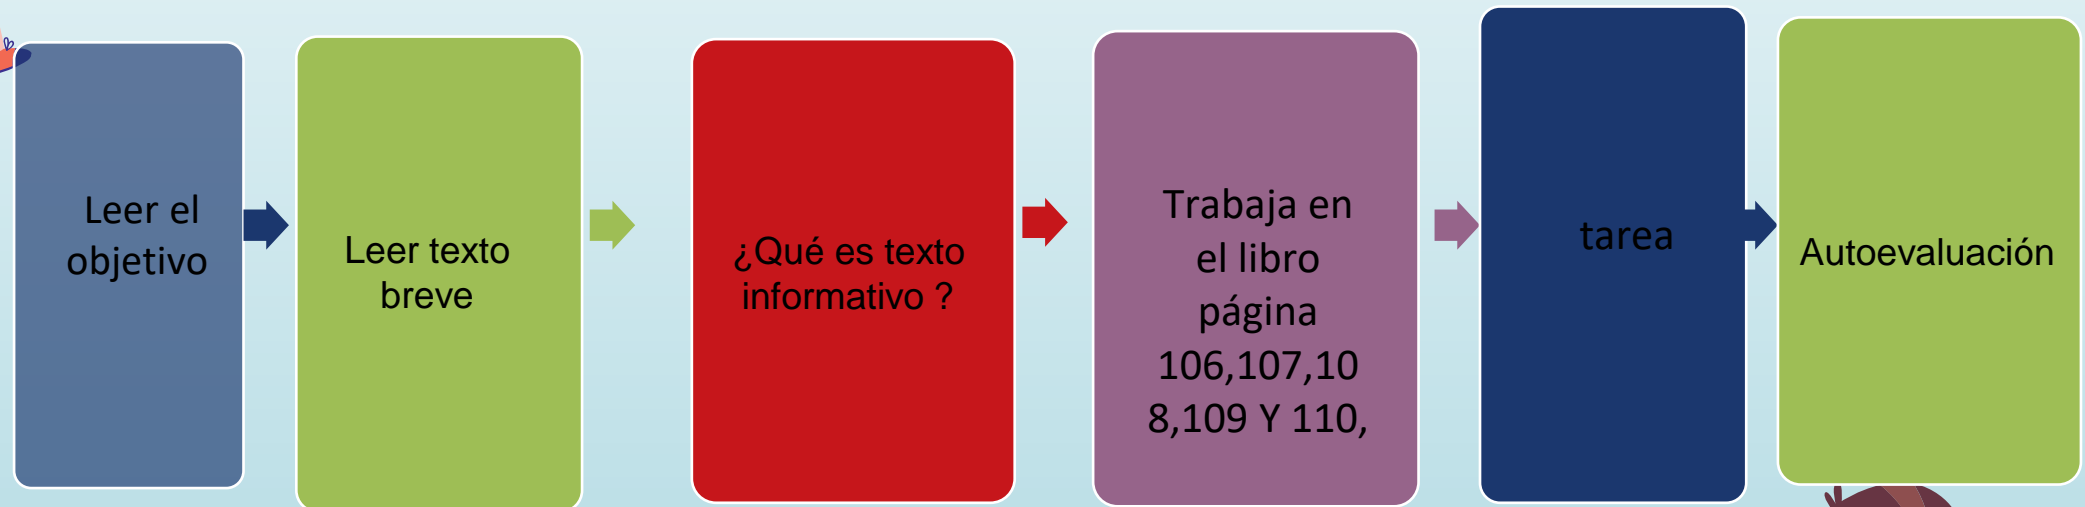 Leer el
objetivo
Leer texto
breve
¿Qué es texto
informativo ?
Trabaja en
el libro
página
106,107,10
8,109 Y 110,
tarea
Autoevaluación